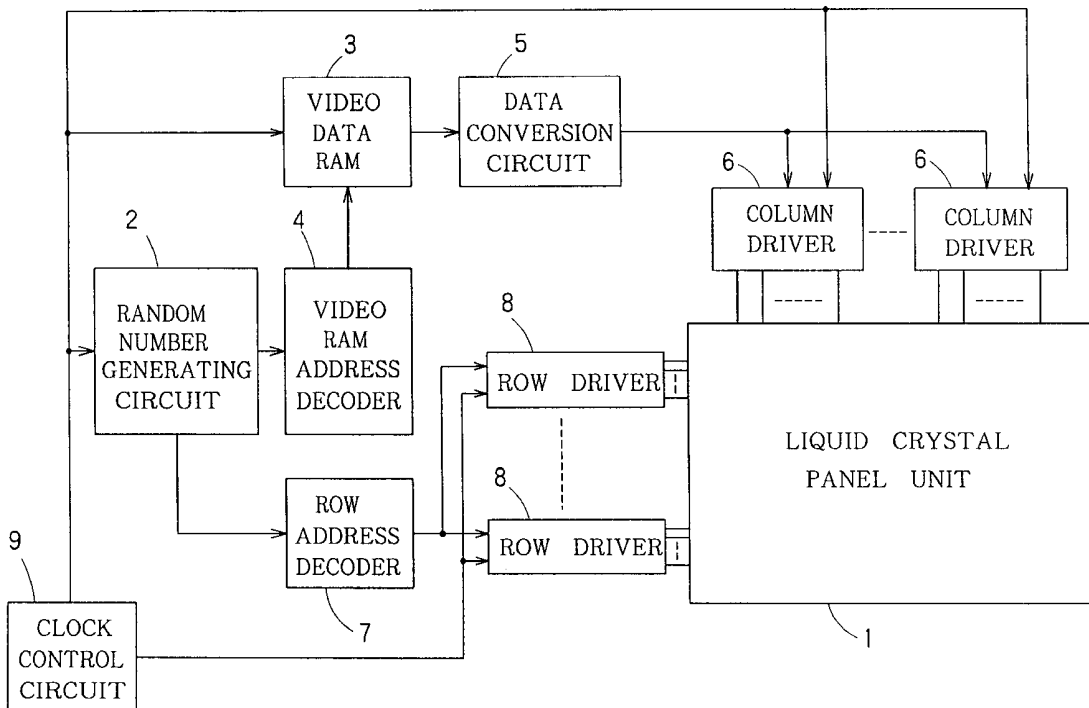 3
VIDEO
DATA
RAM
5
DATA
CONVERSION
CIRCUIT
6
COLUMN
DRIVER
6
COLUMN
DRIVER
2
RANDOM
NUMBER
GENERATING
CIRCUIT
4
VIDEO
RAM
ADDRESS
DECODER
8
ROW DRIVER
8
ROW DRIVER
LIQUID CRYSTAL
PANEL UNIT
1
ROW
ADDRESS
DECODER
7
9
CLOCK
CONTROL
CIRCUIT